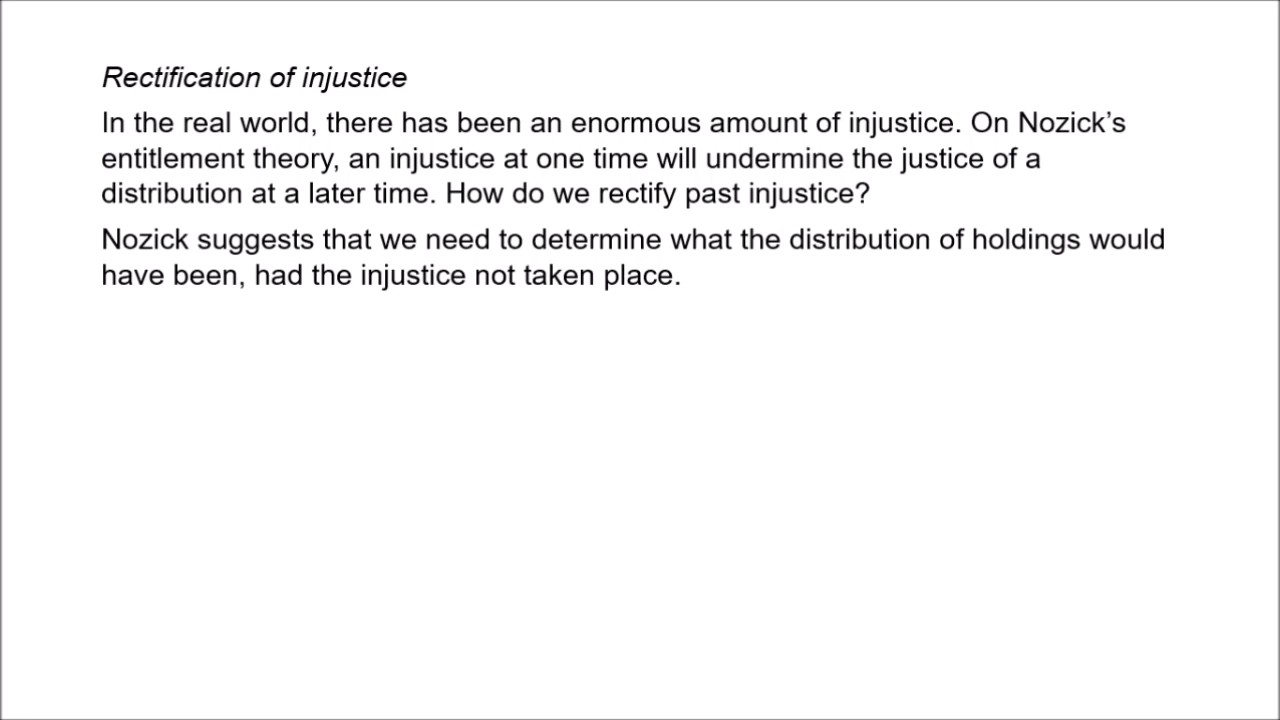 Rectification of injustice
In the real world, there has been an enormous amount of injustice. On Nozick’s
entitlement theory, an injustice at one time will undermine the justice of a
distribution at a later time. How do we rectify past injustice?
Nozick suggests that we need to determine what the distribution of holdings would
have been, had the injustice not taken place.